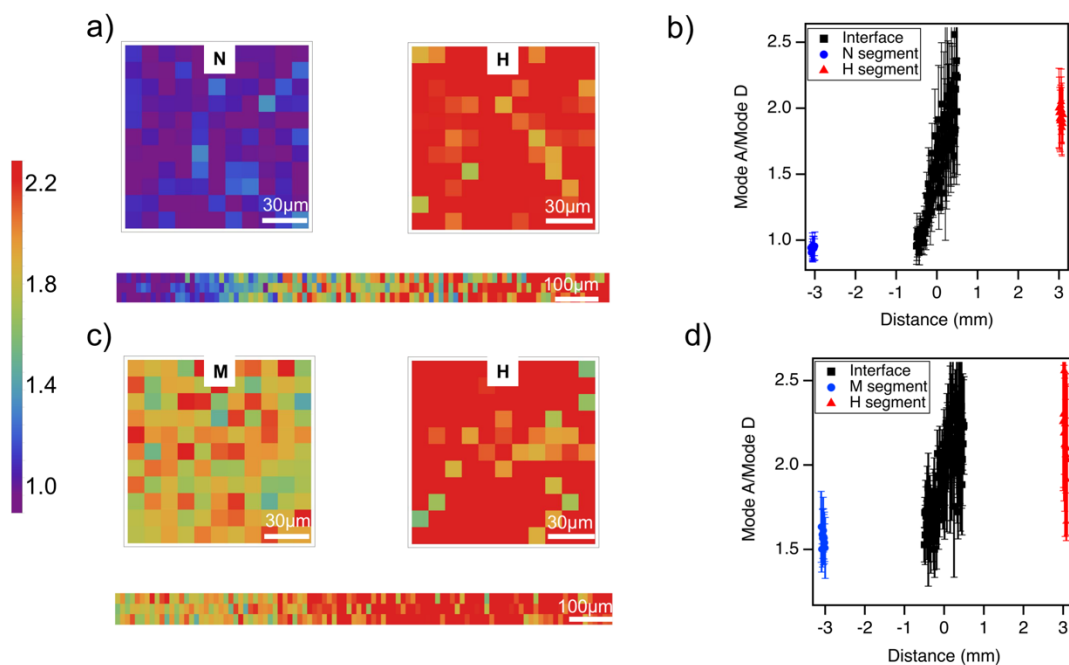 a)
N
30µm
H
30µm
2.2
1.8
1.4
1.0
100µm
b)
Interface
N segment
H segment
Mode A/Mode D
2.5
2.0
1.5
1.0
-3 -2 -1 0 1 2 3
Distance (mm)
c)
M
30µm
H
30µm
100µm
d)
Interface
M segment
H segment
Mode A/Mode D
2.5
2.0
1.5
-3 -2 -1 0 1 2 3
Distance (mm)